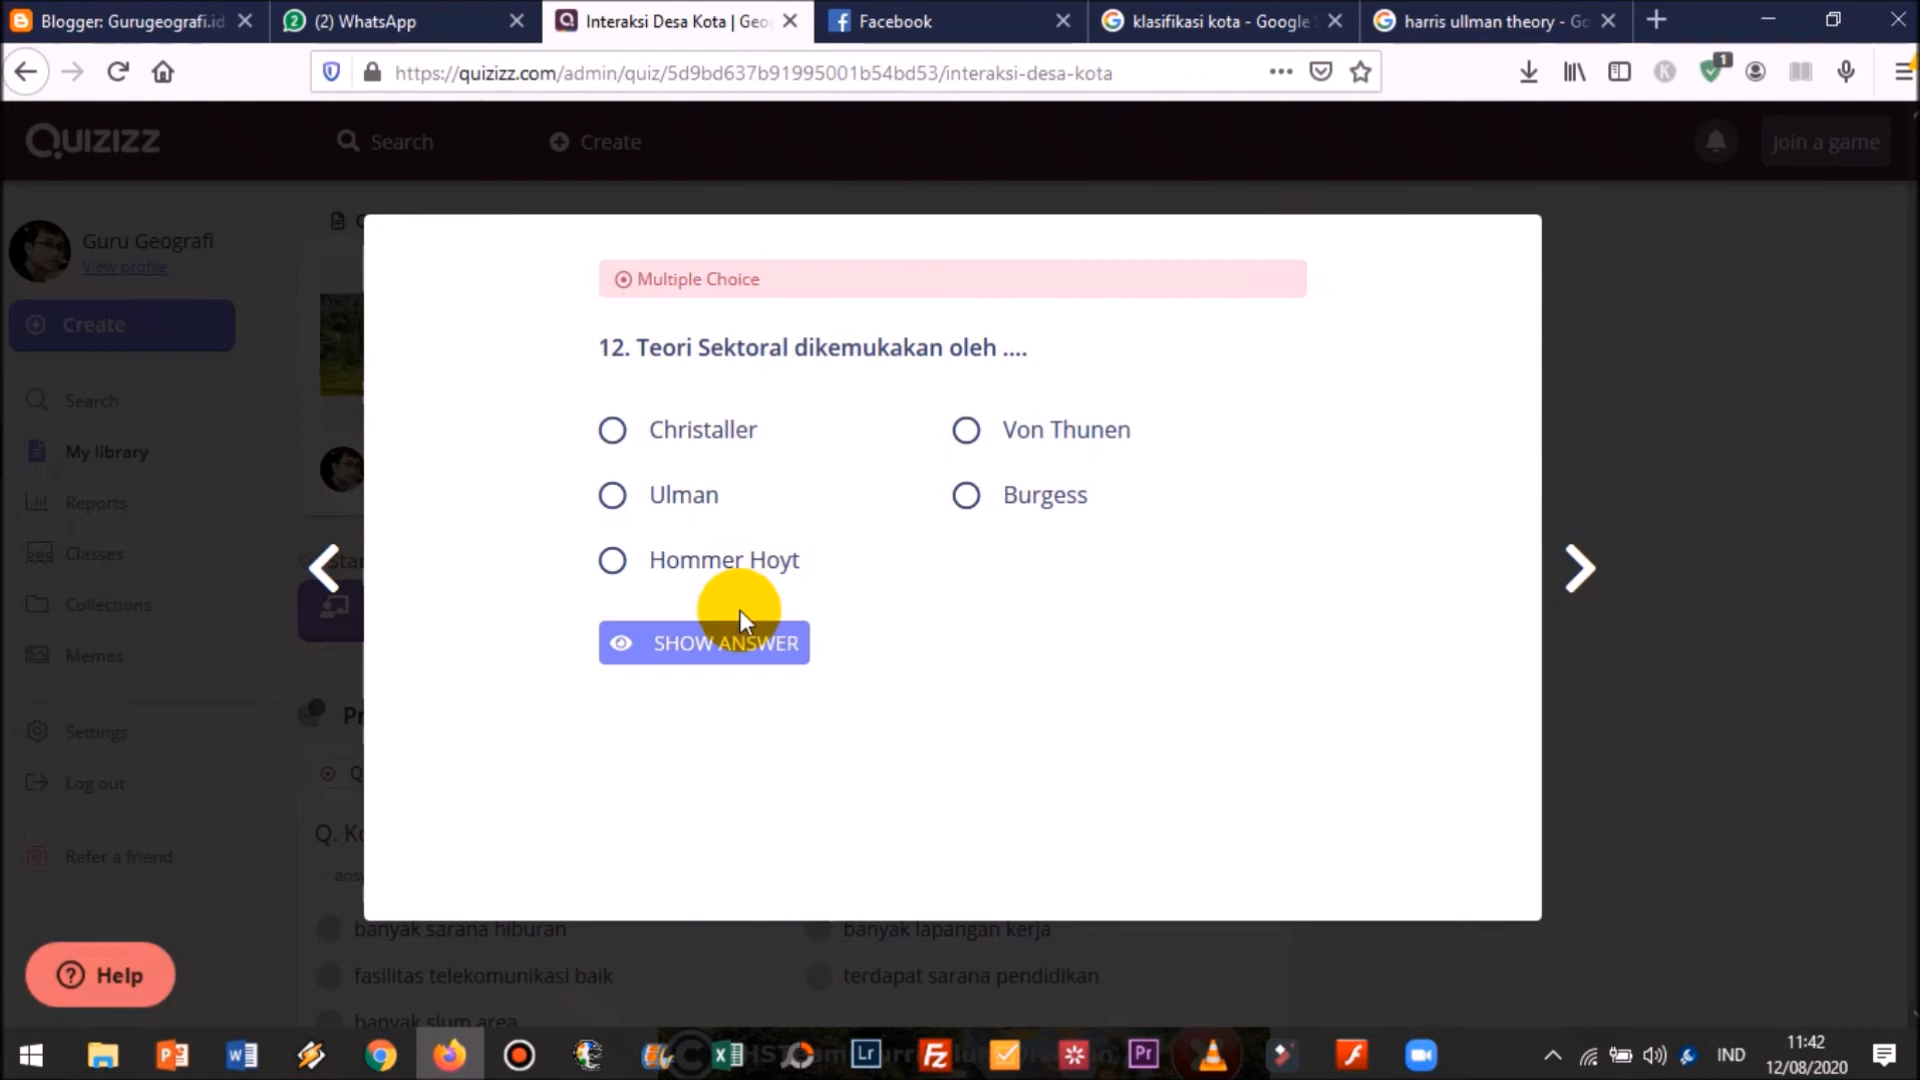 Blogger: Gurugeografi.id
(2) WhatsApp
Interaksi Desa Kota | Geo
Facebook
klasifikasi kota - Google S
harris ullman theory - Go
https://quizizz.com/admin/quiz/5d9bd637b91995001b54bd53/interaksi-desa-kota
1
Quizizz
Search
Create
Join a game
Guru Geografi
View profile
Create
Search
My library
Reports
Classes
Collections
Memes
Settings
Log out
Refer a friend
Help
Multiple Choice
12. Teori Sektoral dikemukakan oleh ....
Christaller
Von Thunen
Ulman
Burgess
Hommer Hoyt
SHOW ANSWER
banyak sarana hiburan
banyak lapangan kerja
fasilitas telekomunikasi baik
terdapat sarana pendidikan
banyak slum area
IND
11:42
12/08/2020